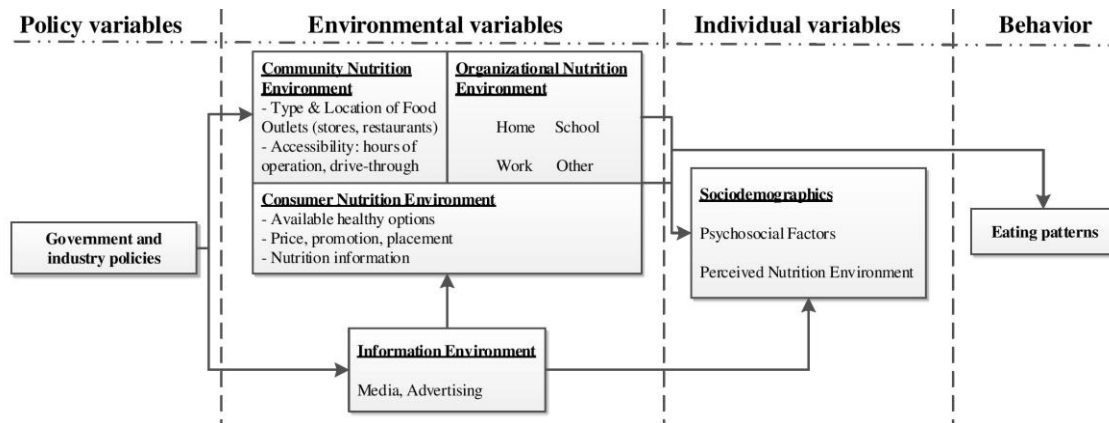 Policy variables
Environmental variables
Individual variables
Behavior
Community Nutrition
Environment
- Type & Location of Food
Outlets (stores, restaurants)
- Accessibility: hours of
operation, drive-through
Organizational Nutrition
Environment
Home School
Work Other
Consumer Nutrition Environment
- Available healthy options
- Price, promotion, placement
- Nutrition information
Government and
industry policies
Information Environment
Media, Advertising
Sociodemographics
Psychosocial Factors
Perceived Nutrition Environment
Eating patterns